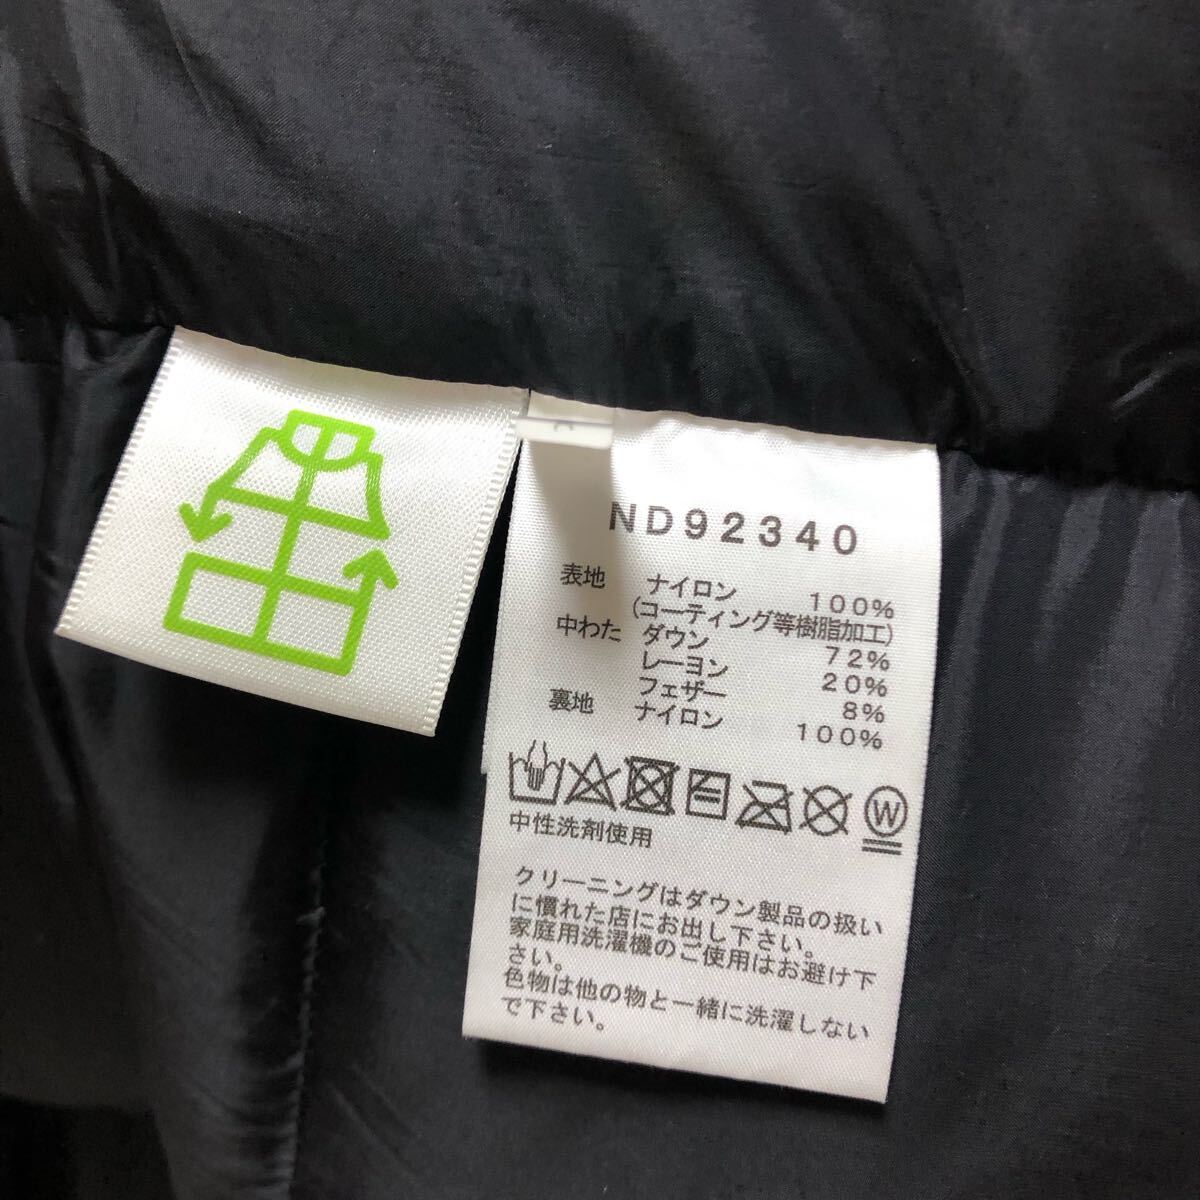 ND92340
表地 ナイロン 100%
(コーティング等樹脂加工)
中わた ダウン 72%
レーヨン 20%
フェザー 8%
裏地 ナイロン 100%
W
中性洗剤使用
クリーニングはダウン製品の扱い
に慣れた店にお出し下さい。
家庭用洗濯機のご使用はお避け下
さい。
色物は他の物と一緒に洗濯しない
で下さい。